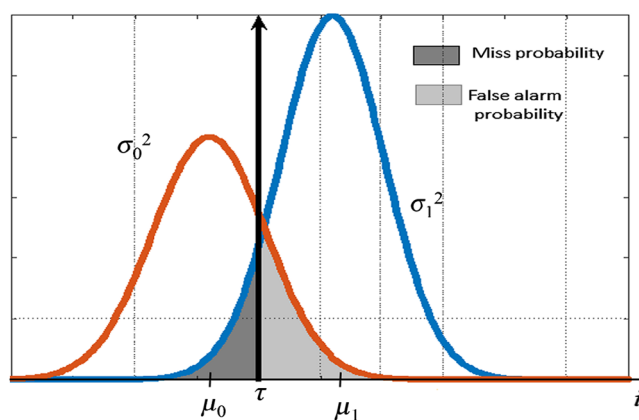 Miss probability
False alarm
probability
σ₀²
σ₁²
μ₀
τ
μ₁